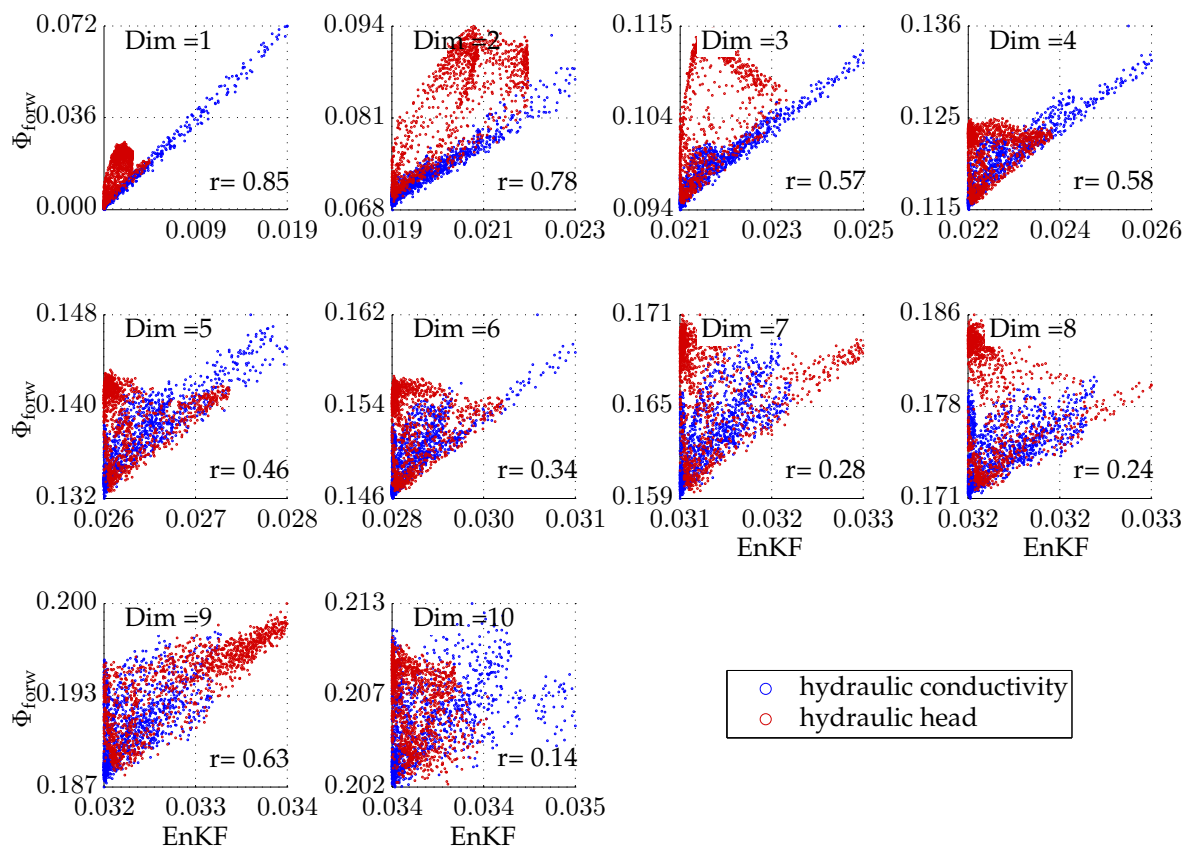 Dim =1
Φforw
0.072
0.036
0.000
r= 0.85
0.009 0.019
Dim =2
0.094
0.081
0.068
r= 0.78
0.019 0.021 0.023
Dim =3
0.115
0.104
0.094
r= 0.57
0.021 0.023 0.025
Dim =4
0.136
0.125
0.115
r= 0.58
0.022 0.024 0.026
Dim =5
Φforw
0.148
0.140
0.132
r= 0.46
0.026 0.027 0.028
Dim =6
0.162
0.154
0.146
r= 0.34
0.028 0.030 0.031
Dim =7
0.171
0.165
0.159
r= 0.28
0.031 0.032 0.033
EnKF
Dim =8
0.186
0.178
0.171
r= 0.24
0.032 0.032 0.033
EnKF
Dim =9
Φforw
0.200
0.193
0.187
r= 0.63
0.032 0.033 0.034
EnKF
Dim =10
0.213
0.207
0.202
r= 0.14
0.034 0.034 0.035
EnKF
hydraulic conductivity
hydraulic head